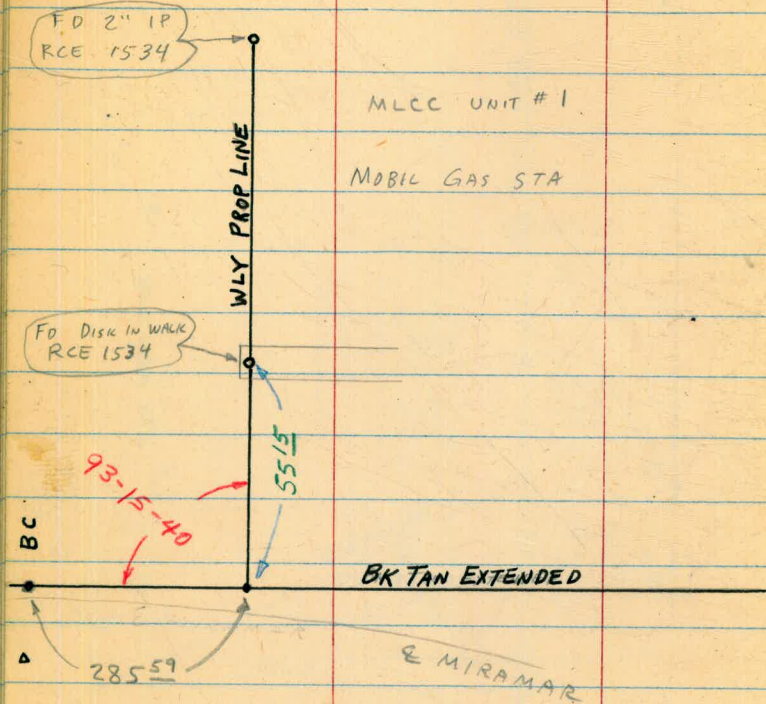 FD 2" IP
RCE 1534
MLCC UNIT #1
MOBIL GAS STA
WLY PROP LINE
FD DISK IN WALK
RCE 1534
55 15
93-15-40
BC
BK TAN EXTENDED
285 59
℄ MIRAMAR